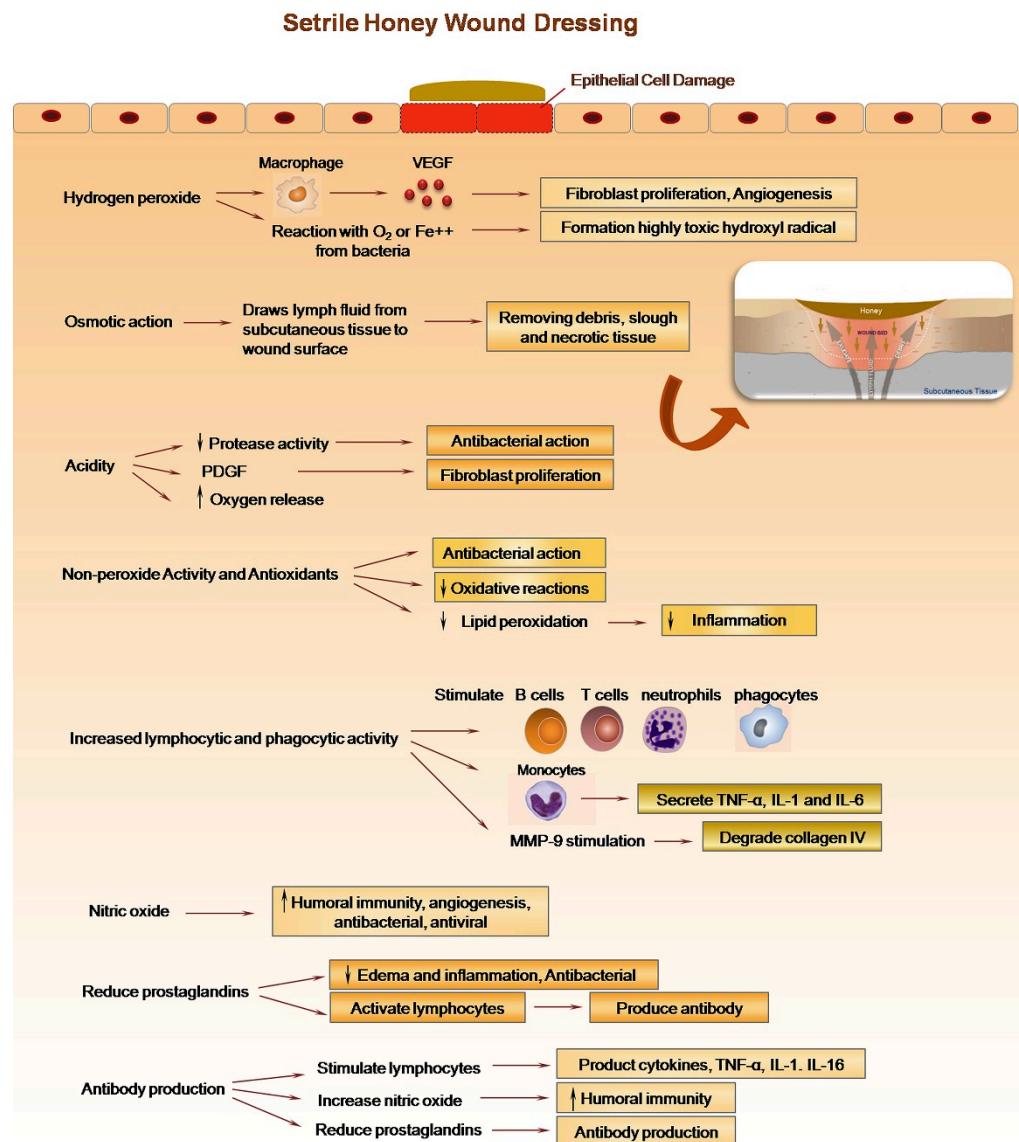 Setrile Honey Wound Dressing
Epithelial Cell Damage
Macrophage
VEGF
Hydrogen peroxide
Fibroblast proliferation, Angiogenesis
Reaction with O2 or Fe++
from bacteria
Formation highly toxic hydroxyl radical
Osmotic action
Draws lymph fluid from
subcutaneous tissue to
wound surface
Removing debris, slough
and necrotic tissue
Honey
WOUND BED
LYMPH FLUID
DEBRIS
Subcutaneous Tissue
Acidity
↓ Protease activity
Antibacterial action
PDGF
Fibroblast proliferation
↑ Oxygen release
Non-peroxide Activity and Antioxidants
Antibacterial action
↓ Oxidative reactions
↓ Lipid peroxidation
↓ Inflammation
Increased lymphocytic and phagocytic activity
Stimulate B cells T cells neutrophils phagocytes
Monocytes
Secrete TNF-α, IL-1 and IL-6
MMP-9 stimulation
Degrade collagen IV
Nitric oxide
↑ Humoral immunity, angiogenesis,
antibacterial, antiviral
Reduce prostaglandins
↓ Edema and inflammation, Antibacterial
Activate lymphocytes
Produce antibody
Antibody production
Stimulate lymphocytes
Product cytokines, TNF-α, IL-1. IL-16
Increase nitric oxide
↑ Humoral immunity
Reduce prostaglandins
Antibody production